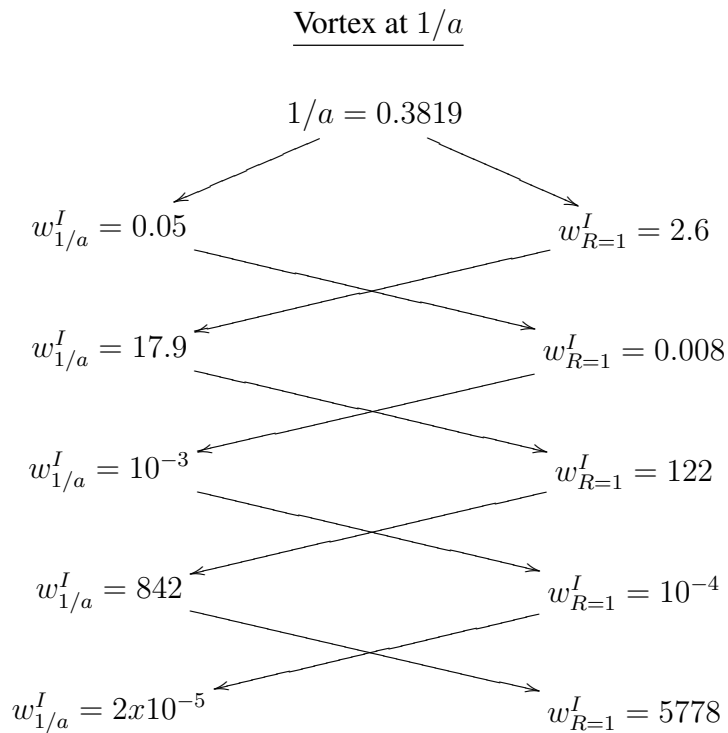 Vortex at 1/a
1/a = 0.3819
w^I_{1/a} = 0.05
w^I_{R=1} = 2.6
w^I_{1/a} = 17.9
w^I_{R=1} = 0.008
w^I_{1/a} = 10^{-3}
w^I_{R=1} = 122
w^I_{1/a} = 842
w^I_{R=1} = 10^{-4}
w^I_{1/a} = 2x10^{-5}
w^I_{R=1} = 5778